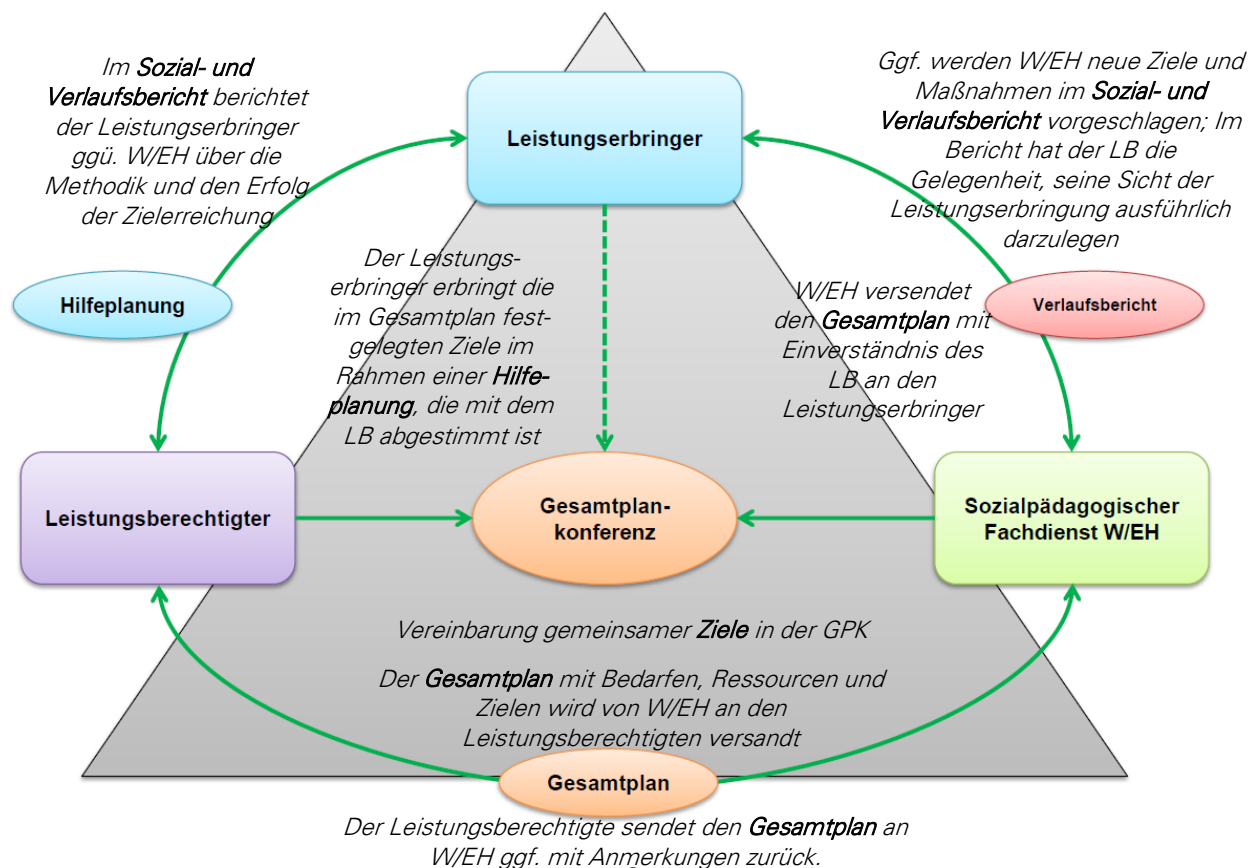 Im Sozial- und
Verlaufsbericht berichtet
der Leistungserbringer
ggü. W/EH über die
Methodik und den Erfolg
der Zielerreichung
Leistungserbringer
Ggf. werden W/EH neue Ziele und
Maßnahmen im Sozial- und
Verlaufsbericht vorgeschlagen; Im
Bericht hat der LB die
Gelegenheit, seine Sicht der
Leistungserbringung ausführlich
darzulegen
Hilfeplanung
Der Leistungs-
erbringer erbringt die
im Gesamtplan fest-
gelegten Ziele im
Rahmen einer Hilfe-
planung, die mit dem
LB abgestimmt ist
W/EH versendet
den Gesamtplan mit
Einverständnis des
LB an den
Leistungserbringer
Verlaufsbericht
Leistungsberechtigter
Gesamtplan-
konferenz
Sozialpädagogischer
Fachdienst W/EH
Vereinbarung gemeinsamer Ziele in der GPK
Der Gesamtplan mit Bedarfen, Ressourcen und
Zielen wird von W/EH an den
Leistungsberechtigten versandt
Gesamtplan
Der Leistungsberechtigte sendet den Gesamtplan an
W/EH ggf. mit Anmerkungen zurück.